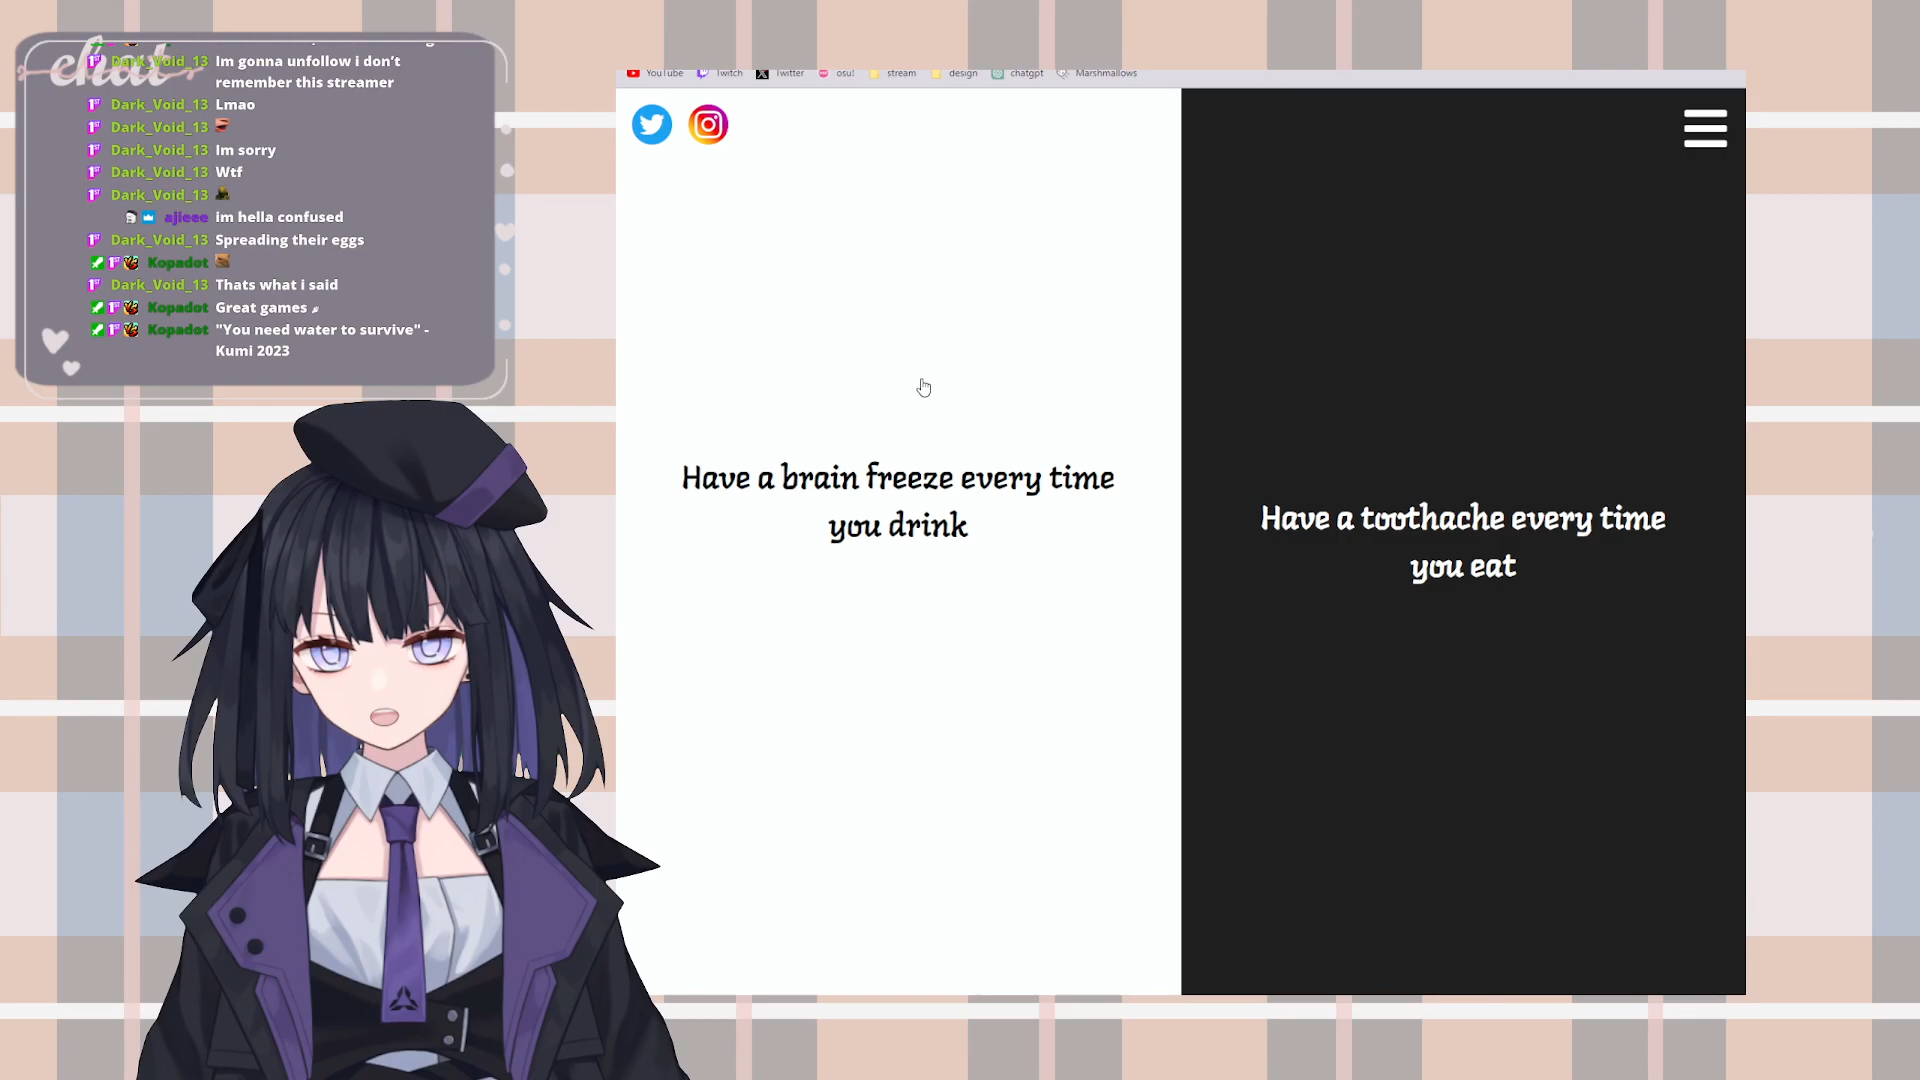 chat
Dark_Void_13 Im gonna unfollow i don't
remember this streamer
Dark_Void_13 Lmao
Dark_Void_13
Dark_Void_13 Im sorry
Dark_Void_13 Wtf
Dark_Void_13
ajieee im hella confused
Dark_Void_13 Spreading their eggs
Kopadot
Dark_Void_13 Thats what i said
Kopadot Great games
Kopadot "You need water to survive" -
Kumi 2023
YouTube Twitch Twitter osu! stream design chatgpt Marshmallows
Have a brain freeze every time
you drink
Have a toothache every time
you eat